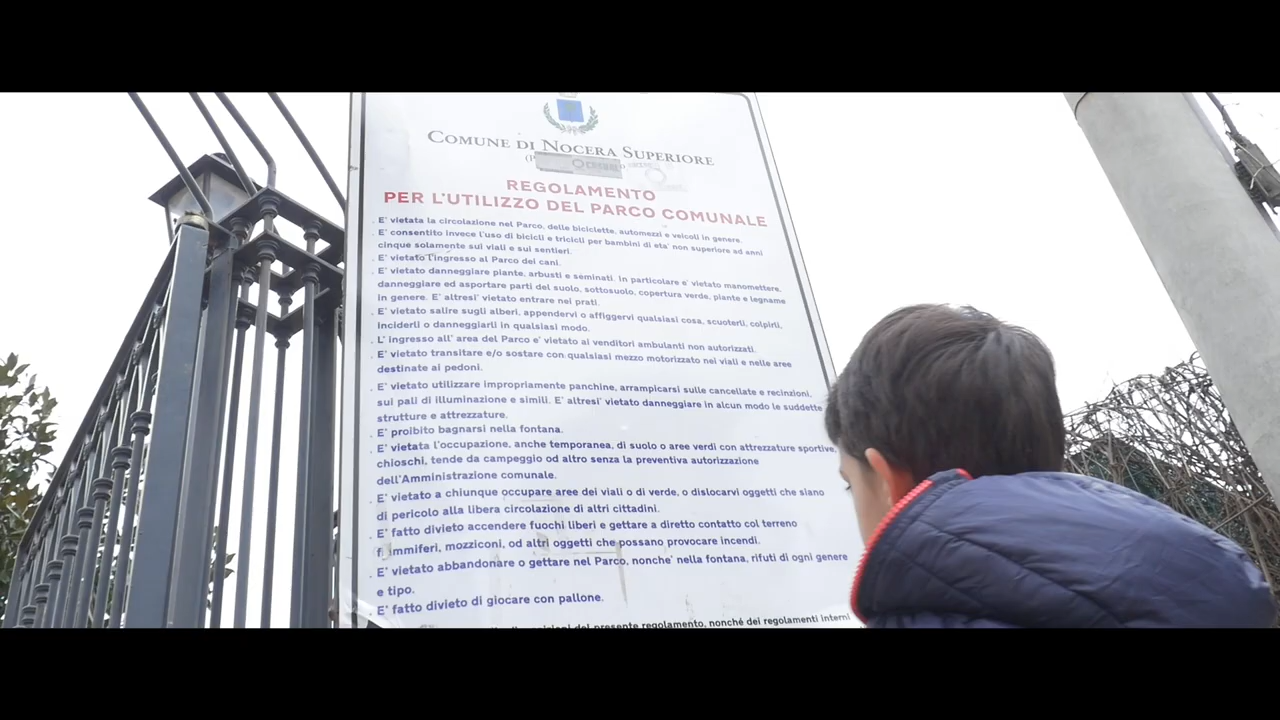 COMUNE DI NOCERA SUPERIORE
REGOLAMENTO
PER L'UTILIZZO DEL PARCO COMUNALE
. E' vietata la circolazione nel Parco, delle biciclette, automezzi e veicoli in genere.
. E' consentito invece l'uso di bicicli e tricicli per bambini di eta' non superiore ad anni
cinque solamente sui viali e sui sentieri.
. E' vietato l'ingresso al Parco dei cani.
. E' vietato danneggiare piante, arbusti e seminati. In particolare e' vietato manomettere,
danneggiare ed asportare parti del suolo, sottosuolo, copertura verde, piante e legname
in genere. E' altresi' vietato entrare nei prati.
. E' vietato salire sugli alberi, appendervi o affiggervi qualsiasi cosa, scuoterli, colpirli,
inciderli o danneggiarli in qualsiasi modo.
. L' ingresso all' area del Parco e' vietato ai venditori ambulanti non autorizzati.
. E' vietato transitare e/o sostare con qualsiasi mezzo motorizzato nei viali e nelle aree
destinate ai pedoni.
. E' vietato utilizzare impropriamente panchine, arrampicarsi sulle cancellate e recinzioni,
sui pali di illuminazione e simili. E' altresi' vietato danneggiare in alcun modo le suddette
strutture e attrezzature.
. E' proibito bagnarsi nella fontana.
. E' vietata l'occupazione, anche temporanea, di suolo o aree verdi con attrezzature sportive,
chioschi, tende da campeggio od altro senza la preventiva autorizzazione
dell'Amministrazione comunale.
. E' vietato a chiunque occupare aree dei viali o di verde, o dislocarvi oggetti che siano
di pericolo alla libera circolazione di altri cittadini.
. E' fatto divieto accendere fuochi liberi e gettare a diretto contatto col terreno
fiammiferi, mozziconi, od altri oggetti che possano provocare incendi.
. E' vietato abbandonare o gettare nel Parco, nonche' nella fontana, rifiuti di ogni genere
e tipo.
. E' fatto divieto di giocare con pallone.
del presente regolamento, nonché dei regolamenti interni